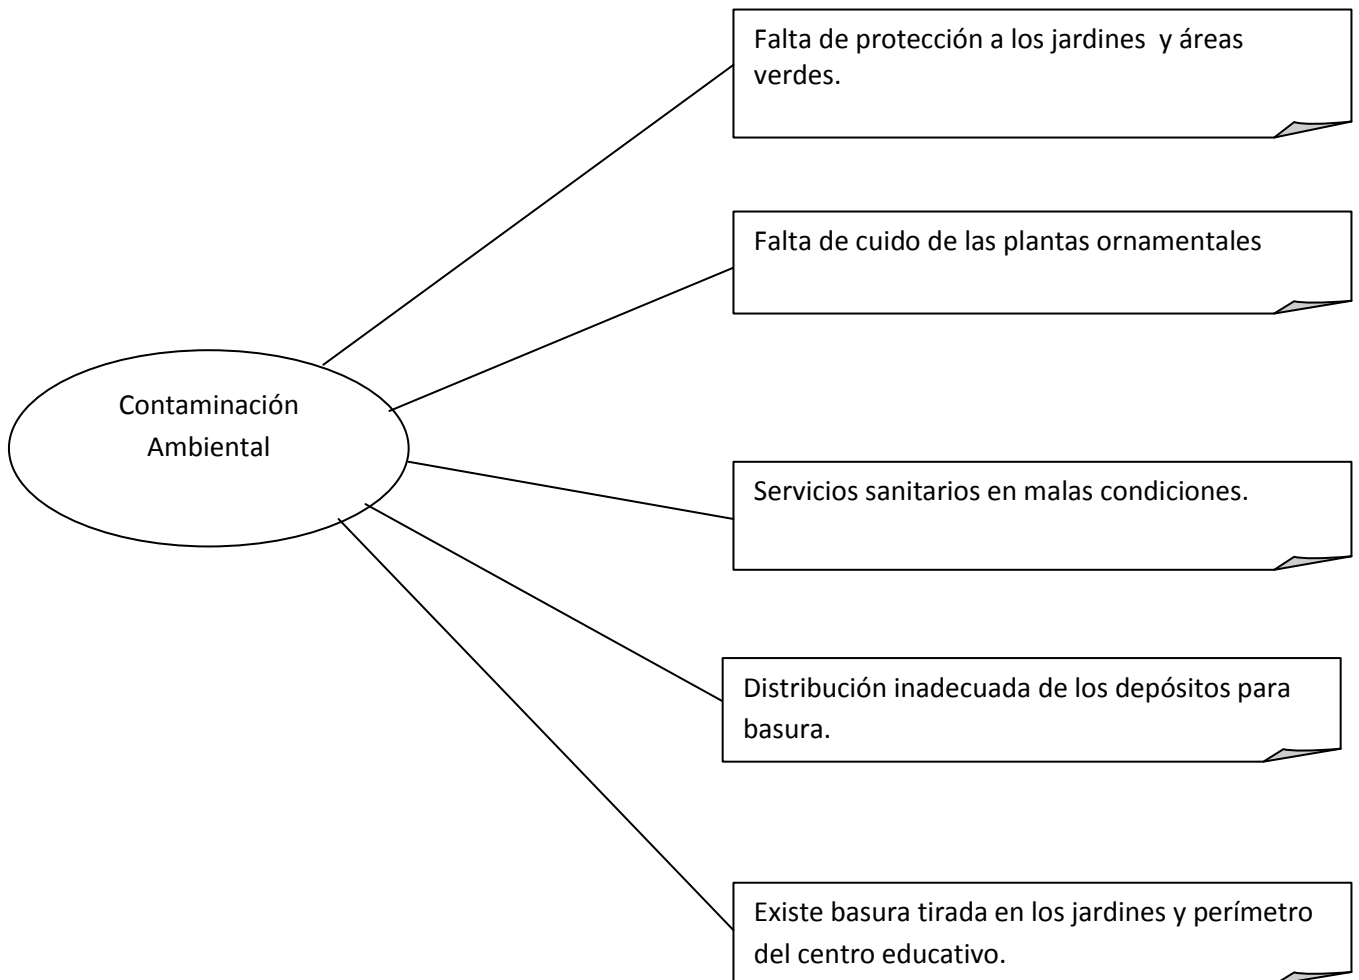 Falta de protección a los jardines  y áreas
verdes.
Falta de cuido de las plantas ornamentales
Contaminación
Ambiental
Servicios sanitarios en malas condiciones.
Distribución inadecuada de los depósitos para
basura.
Existe basura tirada en los jardines y perímetro
del centro educativo.